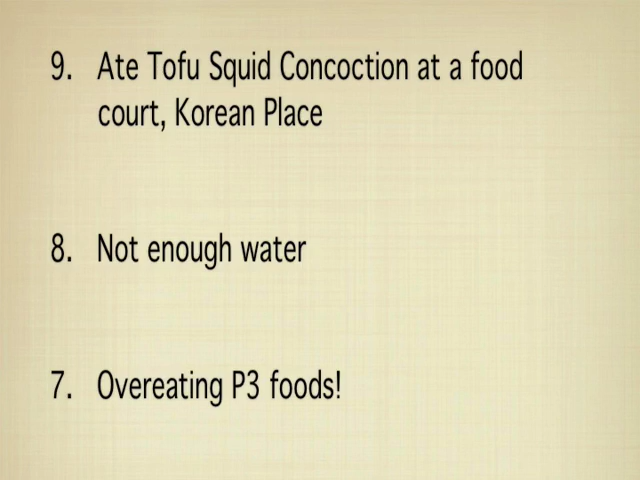 9. Ate Tofu Squid Concoction at a food
court, Korean Place
8. Not enough water
7. Overeating P3 foods!